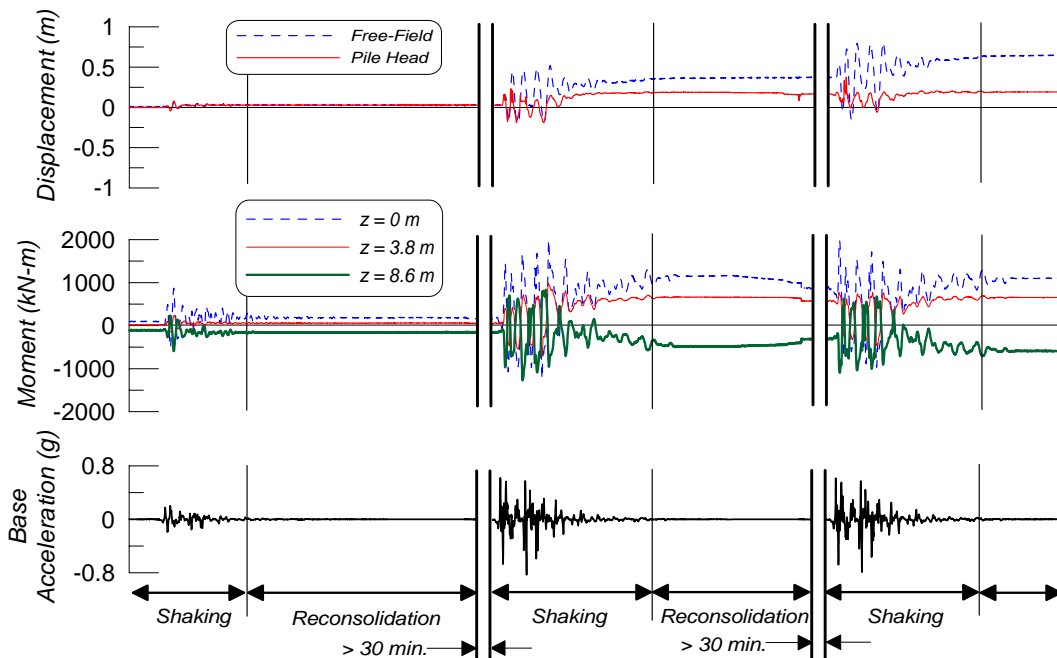 Displacement (m)
1
0.5
0
-0.5
-1
Free-Field
Pile Head
Moment (kN-m)
2000
1000
0
-1000
-2000
z = 0 m
z = 3.8 m
z = 8.6 m
Base
Acceleration (g)
0.8
0
-0.8
Shaking
Reconsolidation
Shaking
Reconsolidation
Shaking
> 30 min.
> 30 min.